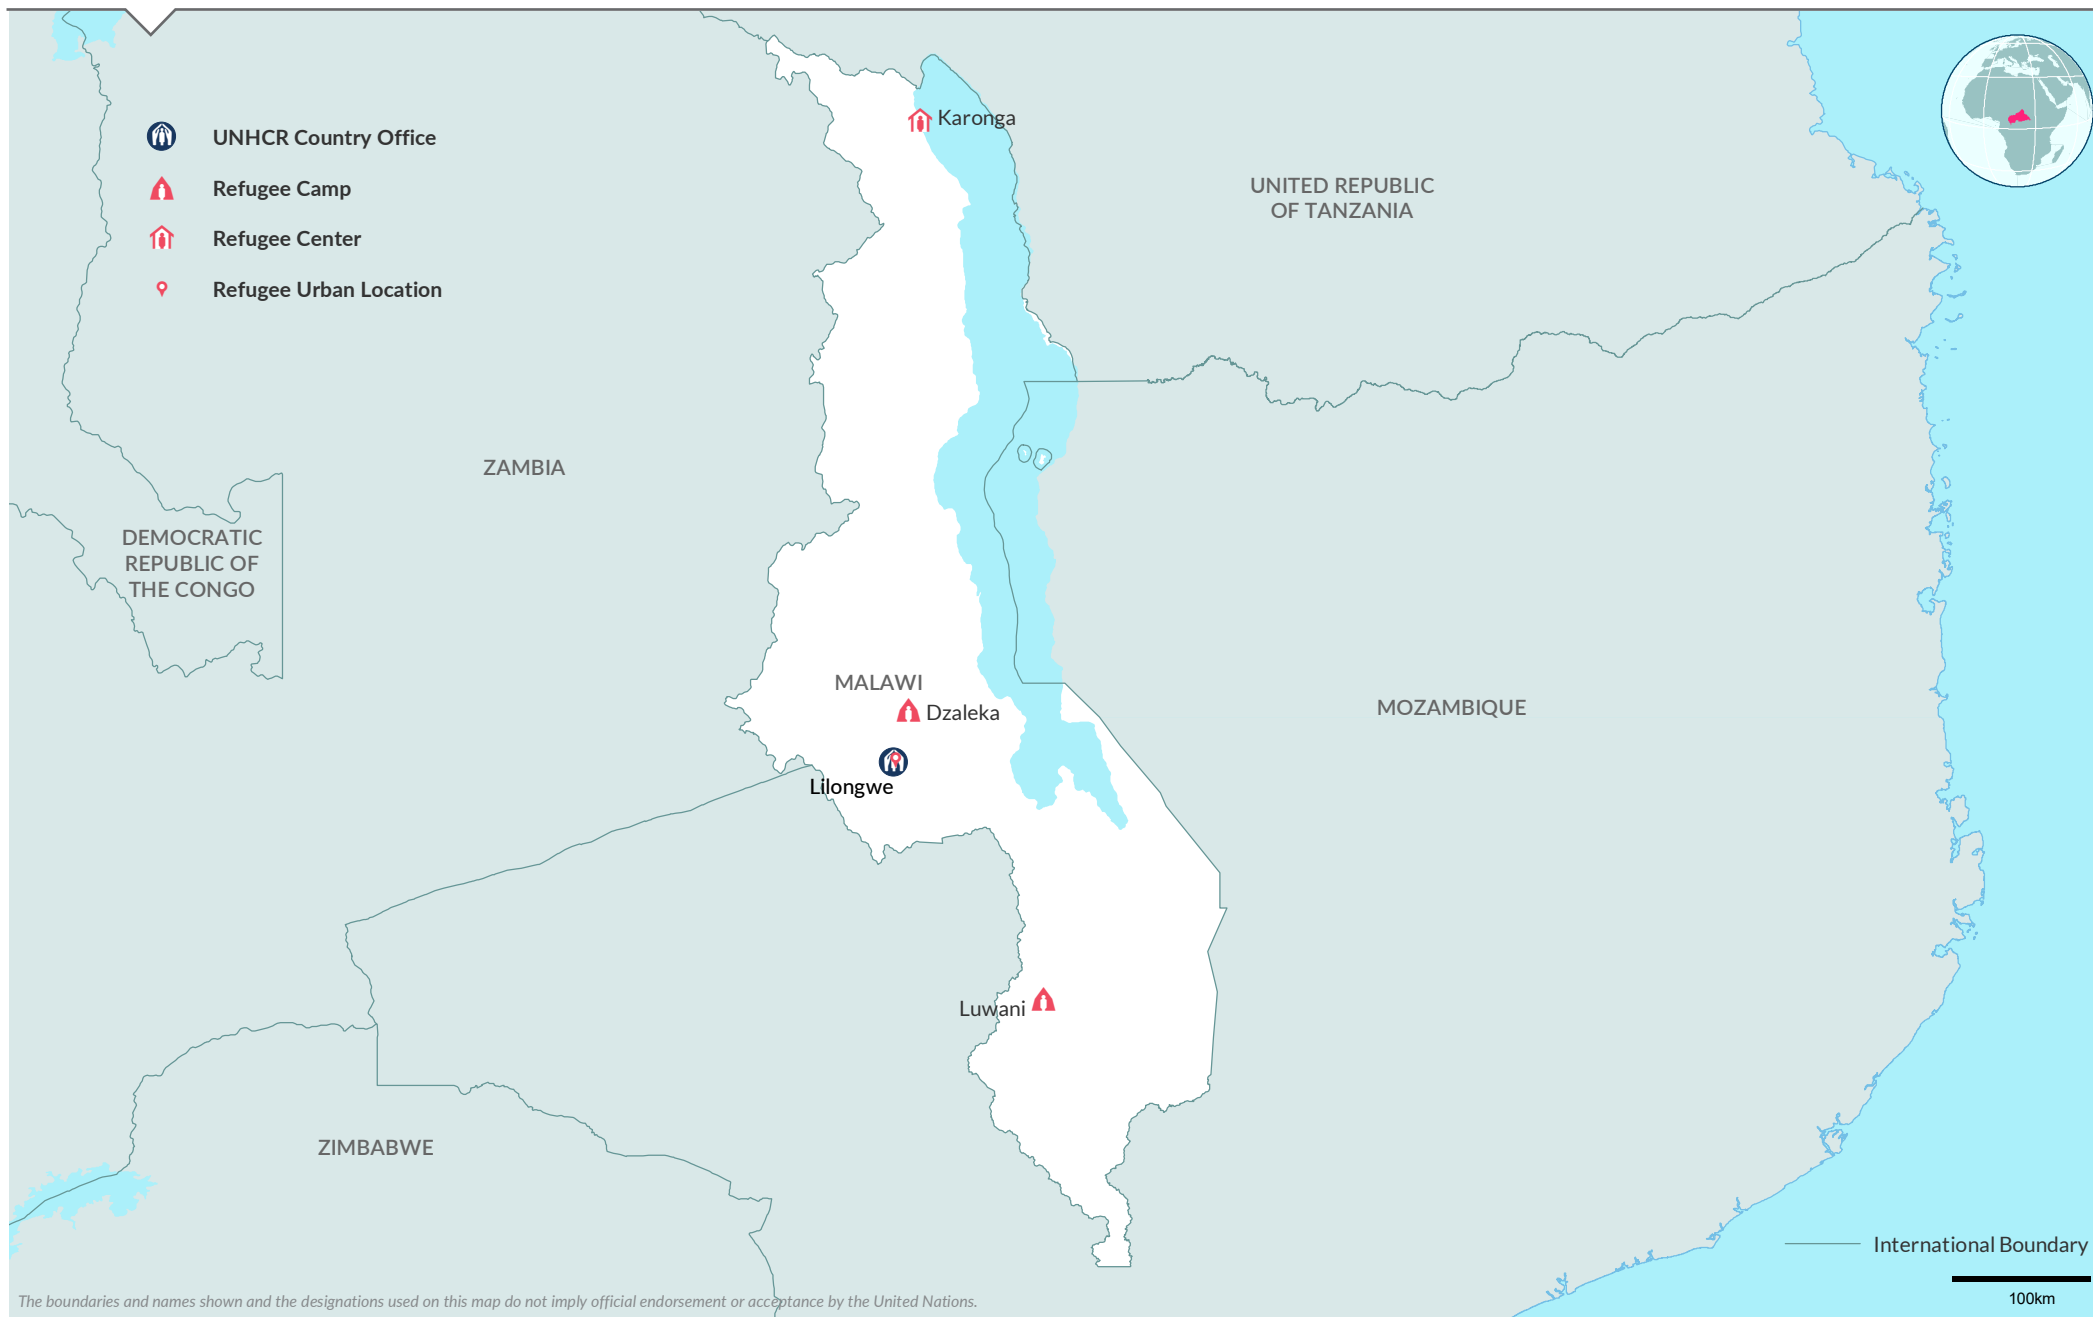 UNHCR Country Office
Refugee Camp
Refugee Center
Refugee Urban Location
Karonga
UNITED REPUBLIC
OF TANZANIA
ZAMBIA
DEMOCRATIC
REPUBLIC OF
THE CONGO
MALAWI
Dzaleka
MOZAMBIQUE
Lilongwe
Luwani
ZIMBABWE
International Boundary
100km
The boundaries and names shown and the designations used on this map do not imply official endorsement or acceptance by the United Nations.